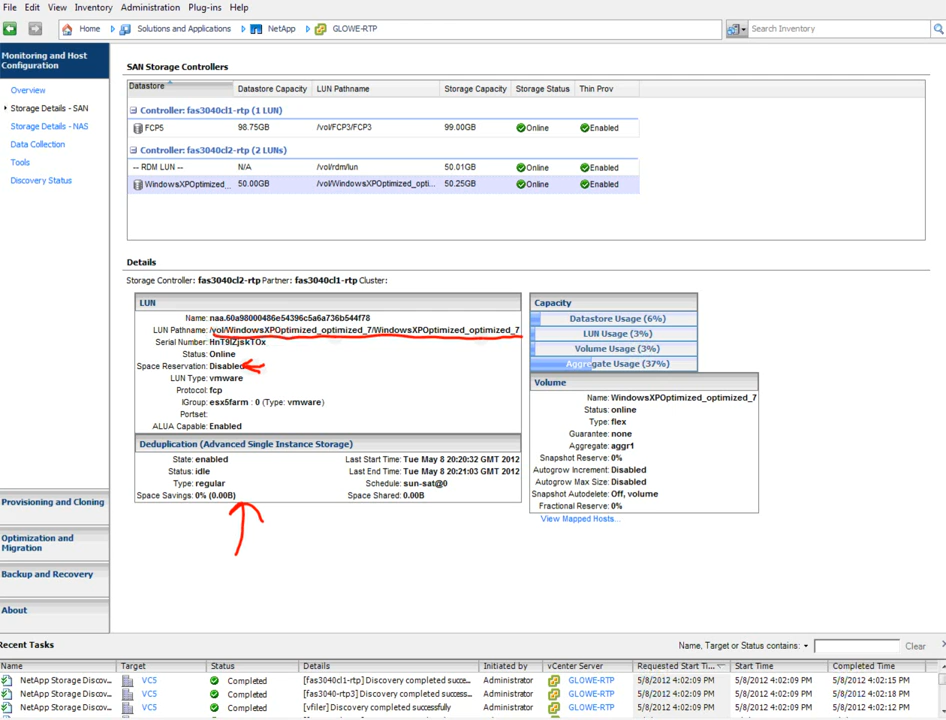 File Edit View Inventory Administration Plug-ins Help
Home Solutions and Applications NetApp GLOWE-RTP Search Inventory
Monitoring and Host Configuration
Overview
Storage Details - SAN
Storage Details - NAS
Data Collection
Tools
Discovery Status
Provisioning and Cloning
Optimization and Migration
Backup and Recovery
About
SAN Storage Controllers
Datastore Datastore Capacity LUN Pathname Storage Capacity Storage Status Thin Prov
Controller: fas3040cl1-rtp (1 LUN)
FCP5 98.75GB /vol/FCP3/FCP3 99.00GB Online Enabled
Controller: fas3040cl2-rtp (2 LUNs)
-- RDM LUN -- N/A /vol/rdm/lun 50.01GB Online Enabled
WindowsXPOptimized_... 50.00GB /vol/WindowsXPOptimized_opti... 50.25GB Online Enabled
Details
Storage Controller: fas3040cl2-rtp Partner: fas3040cl1-rtp Cluster:
LUN
Name: naa.60a98000486e54396c5a6a736b544f78
LUN Pathname: /vol/WindowsXPOptimized_optimized_7/WindowsXPOptimized_optimized_7
Serial Number: HnT9lZjskTOx
Status: Online
Space Reservation: Disabled
LUN Type: vmware
Protocol: fcp
IGroup: esx5farm : 0 (Type: vmware)
Portset:
ALUA Capable: Enabled
Deduplication (Advanced Single Instance Storage)
State: enabled Last Start Time: Tue May 8 20:20:32 GMT 2012
Status: idle Last End Time: Tue May 8 20:21:03 GMT 2012
Type: regular Schedule: sun-sat@0
Space Savings: 0% (0.00B) Space Shared: 0.00B
Capacity
Datastore Usage (6%)
LUN Usage (3%)
Volume Usage (3%)
Aggregate Usage (37%)
Volume
Name: WindowsXPOptimized_optimized_7
Status: online
Type: flex
Guarantee: none
Aggregate: aggr1
Snapshot Reserve: 0%
Autogrow Increment: Disabled
Autogrow Max Size: Disabled
Snapshot Autodelete: Off, volume
Fractional Reserve: 0%
View Mapped Hosts...
Recent Tasks Name, Target or Status contains: Clear
Name Target Status Details Initiated by vCenter Server Requested Start Ti... Start Time Completed Time
NetApp Storage Discov... VC5 Completed [fas3040cl1-rtp] Discovery completed succe... Administrator GLOWE-RTP 5/8/2012 4:02:09 PM 5/8/2012 4:02:09 PM 5/8/2012 4:02:15 PM
NetApp Storage Discov... VC5 Completed [fas3040-rtp3] Discovery completed success... Administrator GLOWE-RTP 5/8/2012 4:02:09 PM 5/8/2012 4:02:09 PM 5/8/2012 4:02:18 PM
NetApp Storage Discov... VC5 Completed [vfiler] Discovery completed successfully Administrator GLOWE-RTP 5/8/2012 4:02:09 PM 5/8/2012 4:02:09 PM 5/8/2012 4:02:12 PM